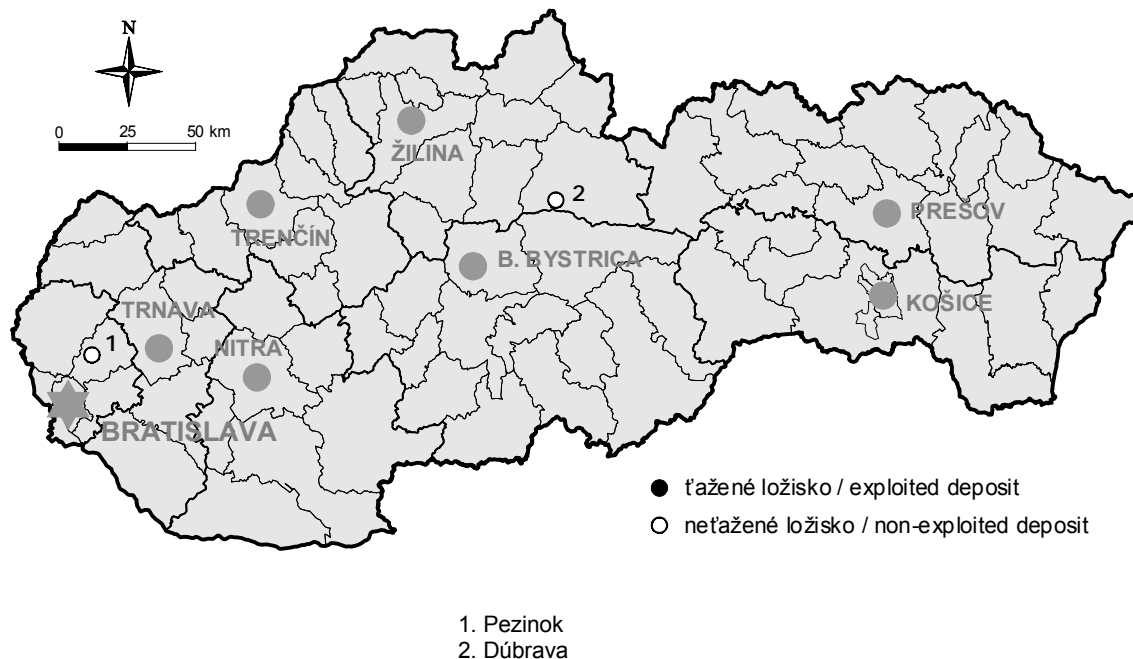 N
0 25 50 km
ŽILINA
2
PREŠOV
TRENČÍN
B. BYSTRICA
KOŠICE
TRNAVA
1
NITRA
BRATISLAVA
ťažené ložisko / exploited deposit
neťažené ložisko / non-exploited deposit
1. Pezinok
2. Dúbrava